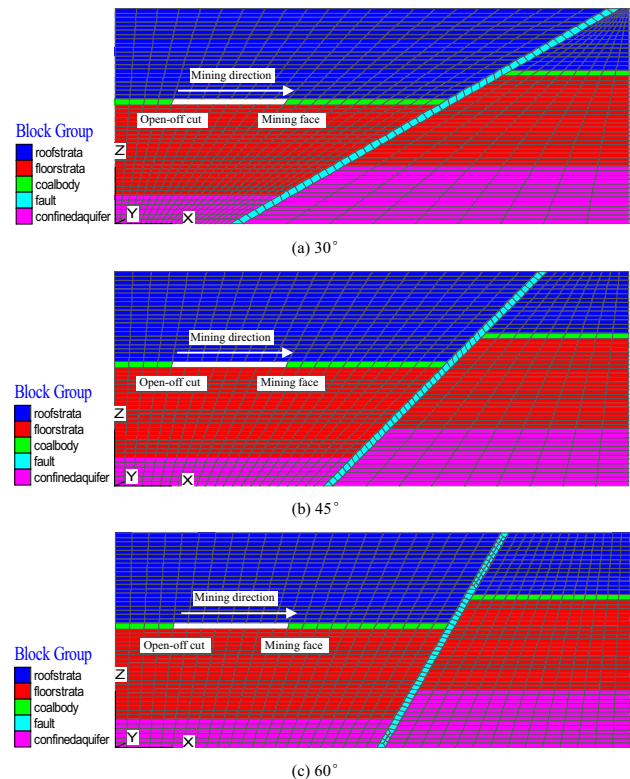 Mining direction
Open-off cut
Mining face
Block Group
roofstrata
floorstrata
coalbody
fault
confinedaquifer
Z
Y
X
(a) 30°
Mining direction
Open-off cut
Mining face
Block Group
roofstrata
floorstrata
coalbody
fault
confinedaquifer
Z
Y
X
(b) 45°
Mining direction
Open-off cut
Mining face
Block Group
roofstrata
floorstrata
coalbody
fault
confinedaquifer
Z
Y
X
(c) 60°